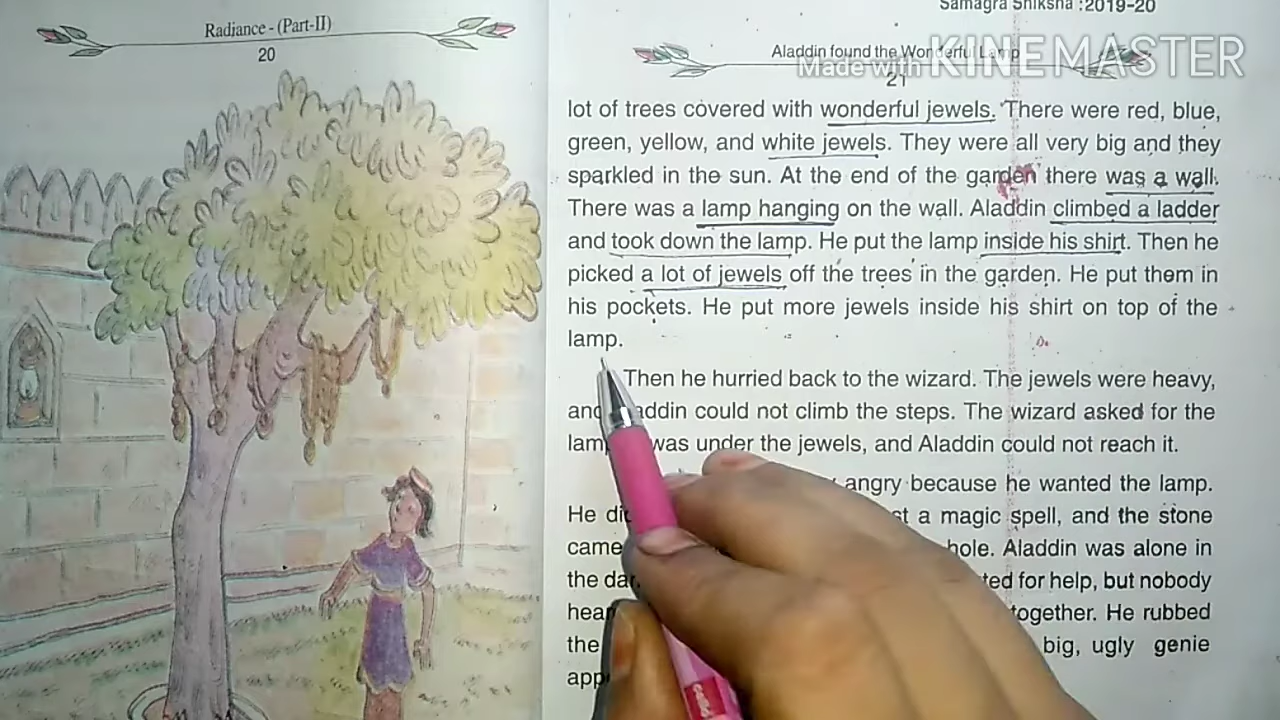 Radiance - (Part-II)
20
Samagra Shiksha :2019-20
Aladdin found the Wonderful Lamp
21
Made with KINEMASTER
lot of trees covered with wonderful jewels. There were red, blue,
green, yellow, and white jewels. They were all very big and they
sparkled in the sun. At the end of the garden there was a wall.
There was a lamp hanging on the wall. Aladdin climbed a ladder
and took down the lamp. He put the lamp inside his shirt. Then he
picked a lot of jewels off the trees in the garden. He put them in
his pockets. He put more jewels inside his shirt on top of the
lamp.
Then he hurried back to the wizard. The jewels were heavy,
and Aladdin could not climb the steps. The wizard asked for the
lamp was under the jewels, and Aladdin could not reach it.
angry because he wanted the lamp.
He a magic spell, and the stone
came hole. Aladdin was alone in
the for help, but nobody
together. He rubbed
the big, ugly genie